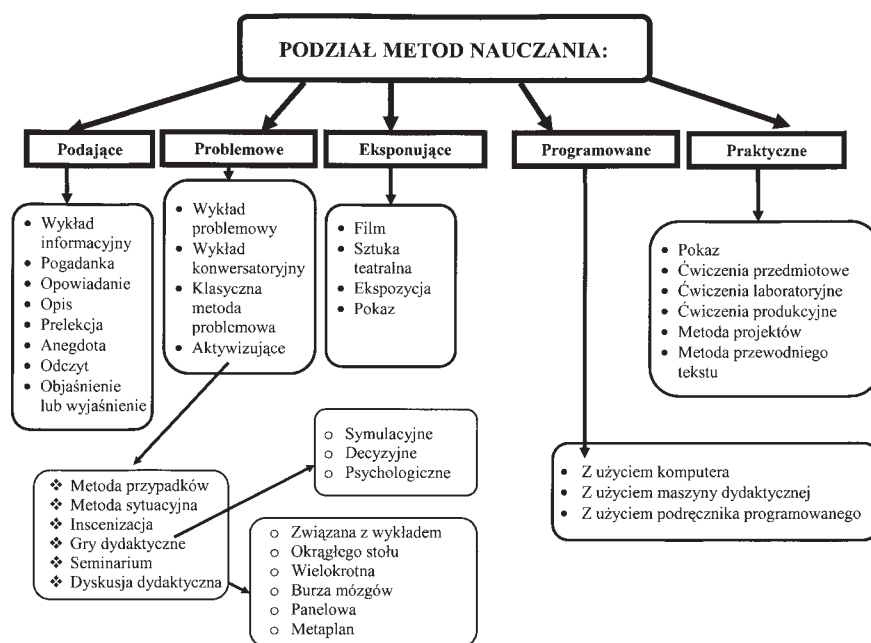 PODZIAŁ METOD NAUCZANIA:
Podające
Problemowe
Eksponujące
Programowane
Praktyczne
• Wykład
informacyjny
• Pogadanka
• Opowiadanie
• Opis
• Prelekcja
• Anegdota
• Odczyt
• Objaśnienie
lub wyjaśnienie
• Wykład
problemowy
• Wykład
konwersatoryjny
• Klasyczna
metoda
problemowa
• Aktywizujące
• Film
• Sztuka
teatralna
• Ekspozycja
• Pokaz
• Pokaz
• Ćwiczenia przedmiotowe
• Ćwiczenia laboratoryjne
• Ćwiczenia produkcyjne
• Metoda projektów
• Metoda przewodniego
tekstu
o Symulacyjne
o Decyzyjne
o Psychologiczne
❖ Metoda przypadków
❖ Metoda sytuacyjna
❖ Inscenizacja
❖ Gry dydaktyczne
❖ Seminarium
❖ Dyskusja dydaktyczna
• Z użyciem komputera
• Z użyciem maszyny dydaktycznej
• Z użyciem podręcznika programowanego
o Związana z wykładem
o Okrągłego stołu
o Wielokrotna
o Burza mózgów
o Panelowa
o Metaplan